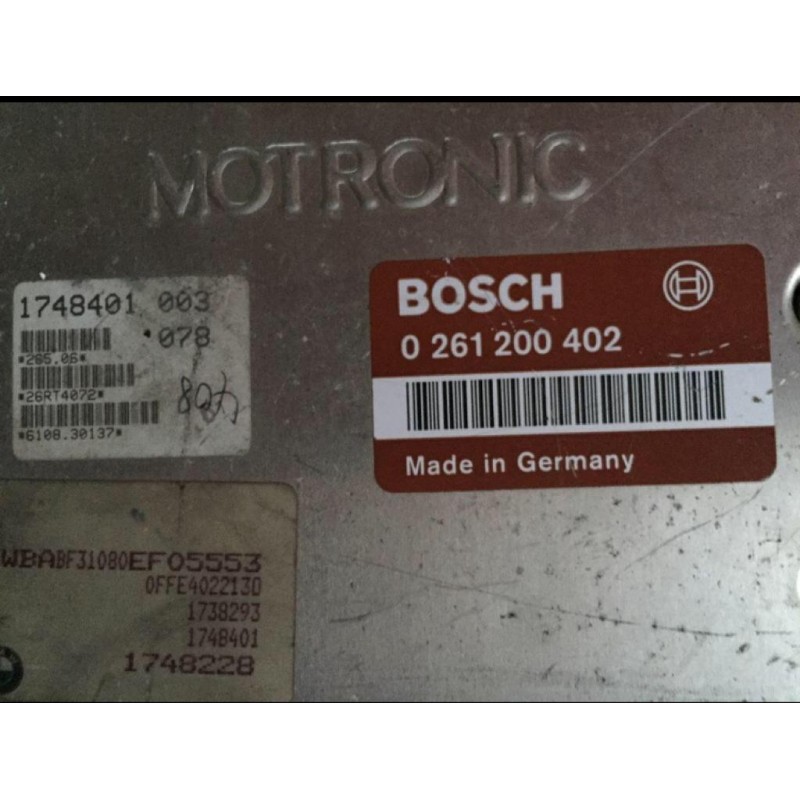 MOTRONIC
1748401 003
078
*285.06*
*26RT4072*
*6108.30137*
BOSCH
0 261 200 402
Made in Germany
WBABF31080EF05553
0FFE4022130
1738293
1748401
1748228